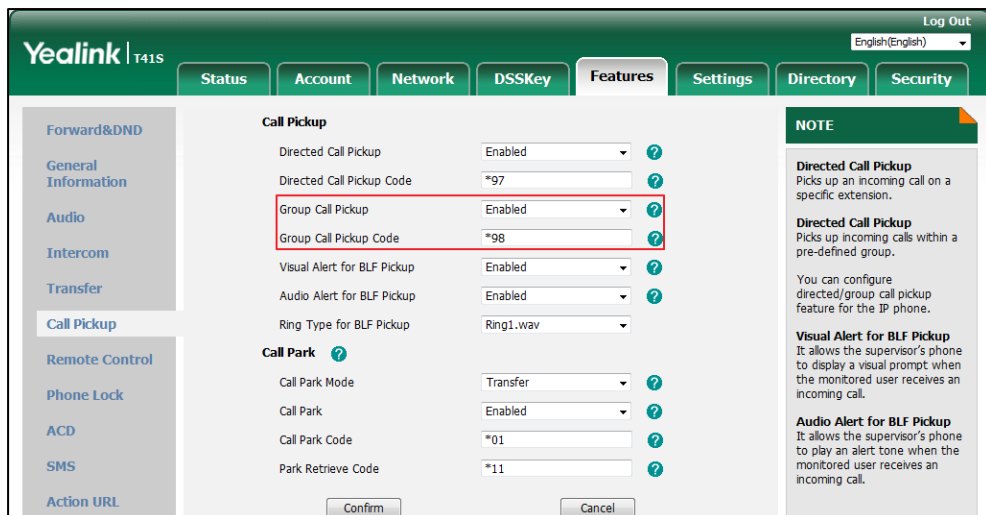 Log Out
Yealink | T41S
English(English)
Status Account Network DSSKey Features Settings Directory Security
Forward&DND
General
Information
Audio
Intercom
Transfer
Call Pickup
Remote Control
Phone Lock
ACD
SMS
Action URL
Call Pickup
Directed Call Pickup Enabled ?
Directed Call Pickup Code *97 ?
Group Call Pickup Enabled ?
Group Call Pickup Code *98 ?
Visual Alert for BLF Pickup Enabled ?
Audio Alert for BLF Pickup Enabled ?
Ring Type for BLF Pickup Ring1.wav
Call Park ?
Call Park Mode Transfer ?
Call Park Enabled ?
Call Park Code *01 ?
Park Retrieve Code *11 ?
Confirm Cancel
NOTE
Directed Call Pickup
Picks up an incoming call on a
specific extension.
Directed Call Pickup
Picks up incoming calls within a
pre-defined group.
You can configure
directed/group call pickup
feature for the IP phone.
Visual Alert for BLF Pickup
It allows the supervisor's phone
to display a visual prompt when
the monitored user receives an
incoming call.
Audio Alert for BLF Pickup
It allows the supervisor's phone
to play an alert tone when the
monitored user receives an
incoming call.